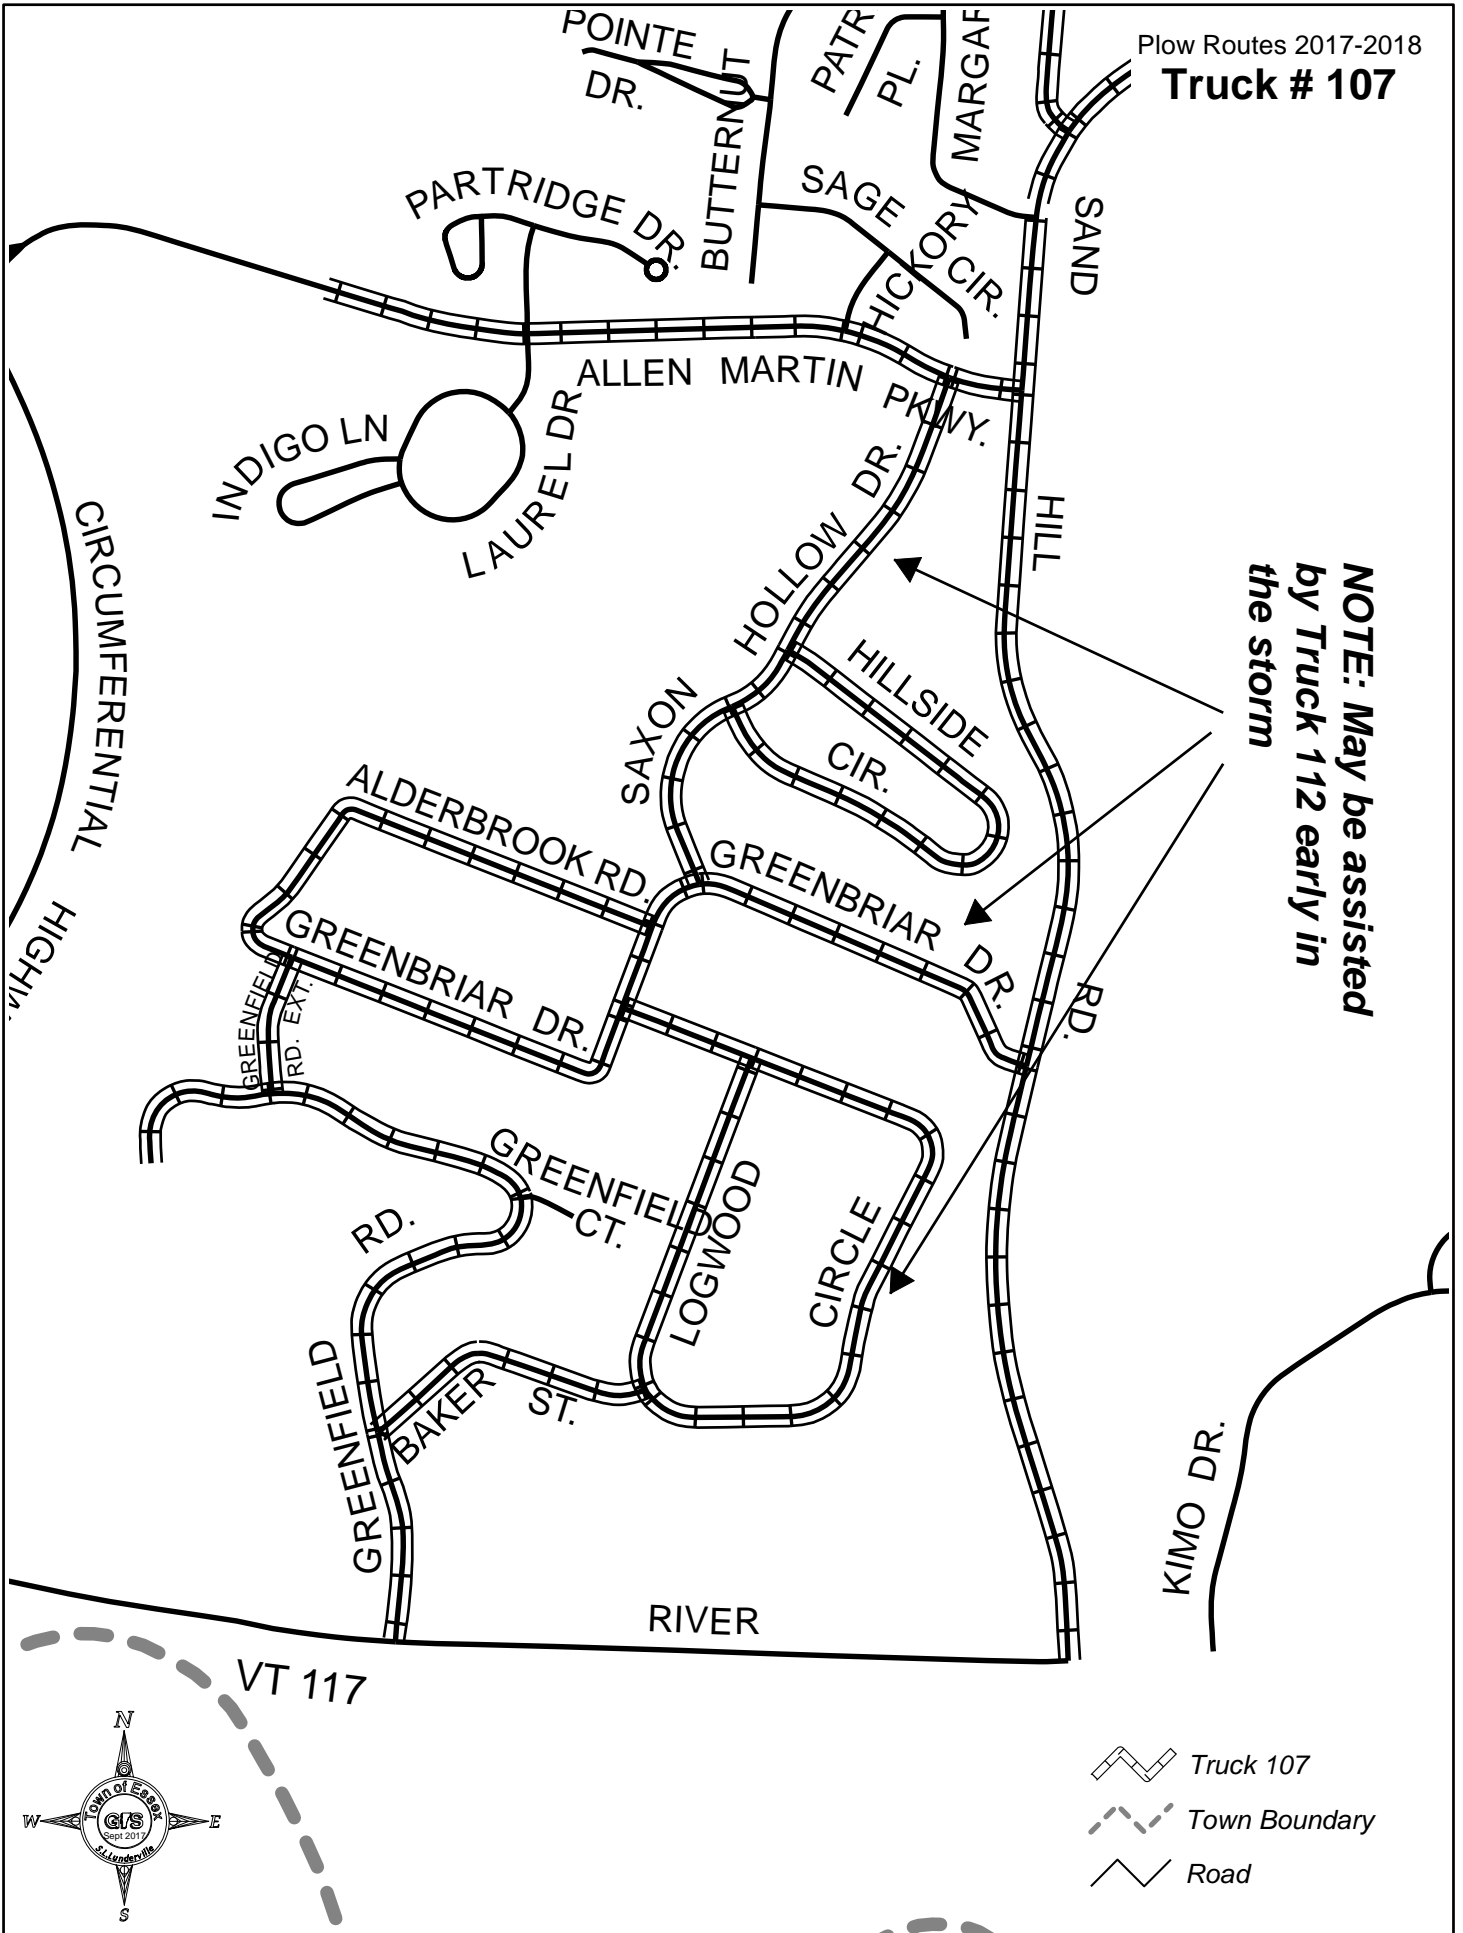 Plow Routes 2017-2018
Truck # 107
POINTE
DR.
BUTTERNUT
PATR
PL.
MARGAR
SAGE
CIR.
HICKORY
PARTRIDGE DR.
SAND
HILL
RD.
ALLEN MARTIN PKWY.
INDIGO LN
LAUREL DR
CIRCUMFERENTIAL
HIGHW
SAXON
HOLLOW DR.
HILLSIDE
CIR.
NOTE: May be assisted
by Truck 112 early in
the storm
ALDERBROOK RD.
GREENBRIAR DR.
GREENBRIAR DR.
GREENFIELD
RD. EXT.
GREENFIELD
CT.
RD.
GREENFIELD
LOGWOOD
CIRCLE
BAKER ST.
KIMO DR.
RIVER
VT 117
N
W
E
S
Town of Essex
GIS
Sept 2017
S.L.Lunderville
Truck 107
Town Boundary
Road